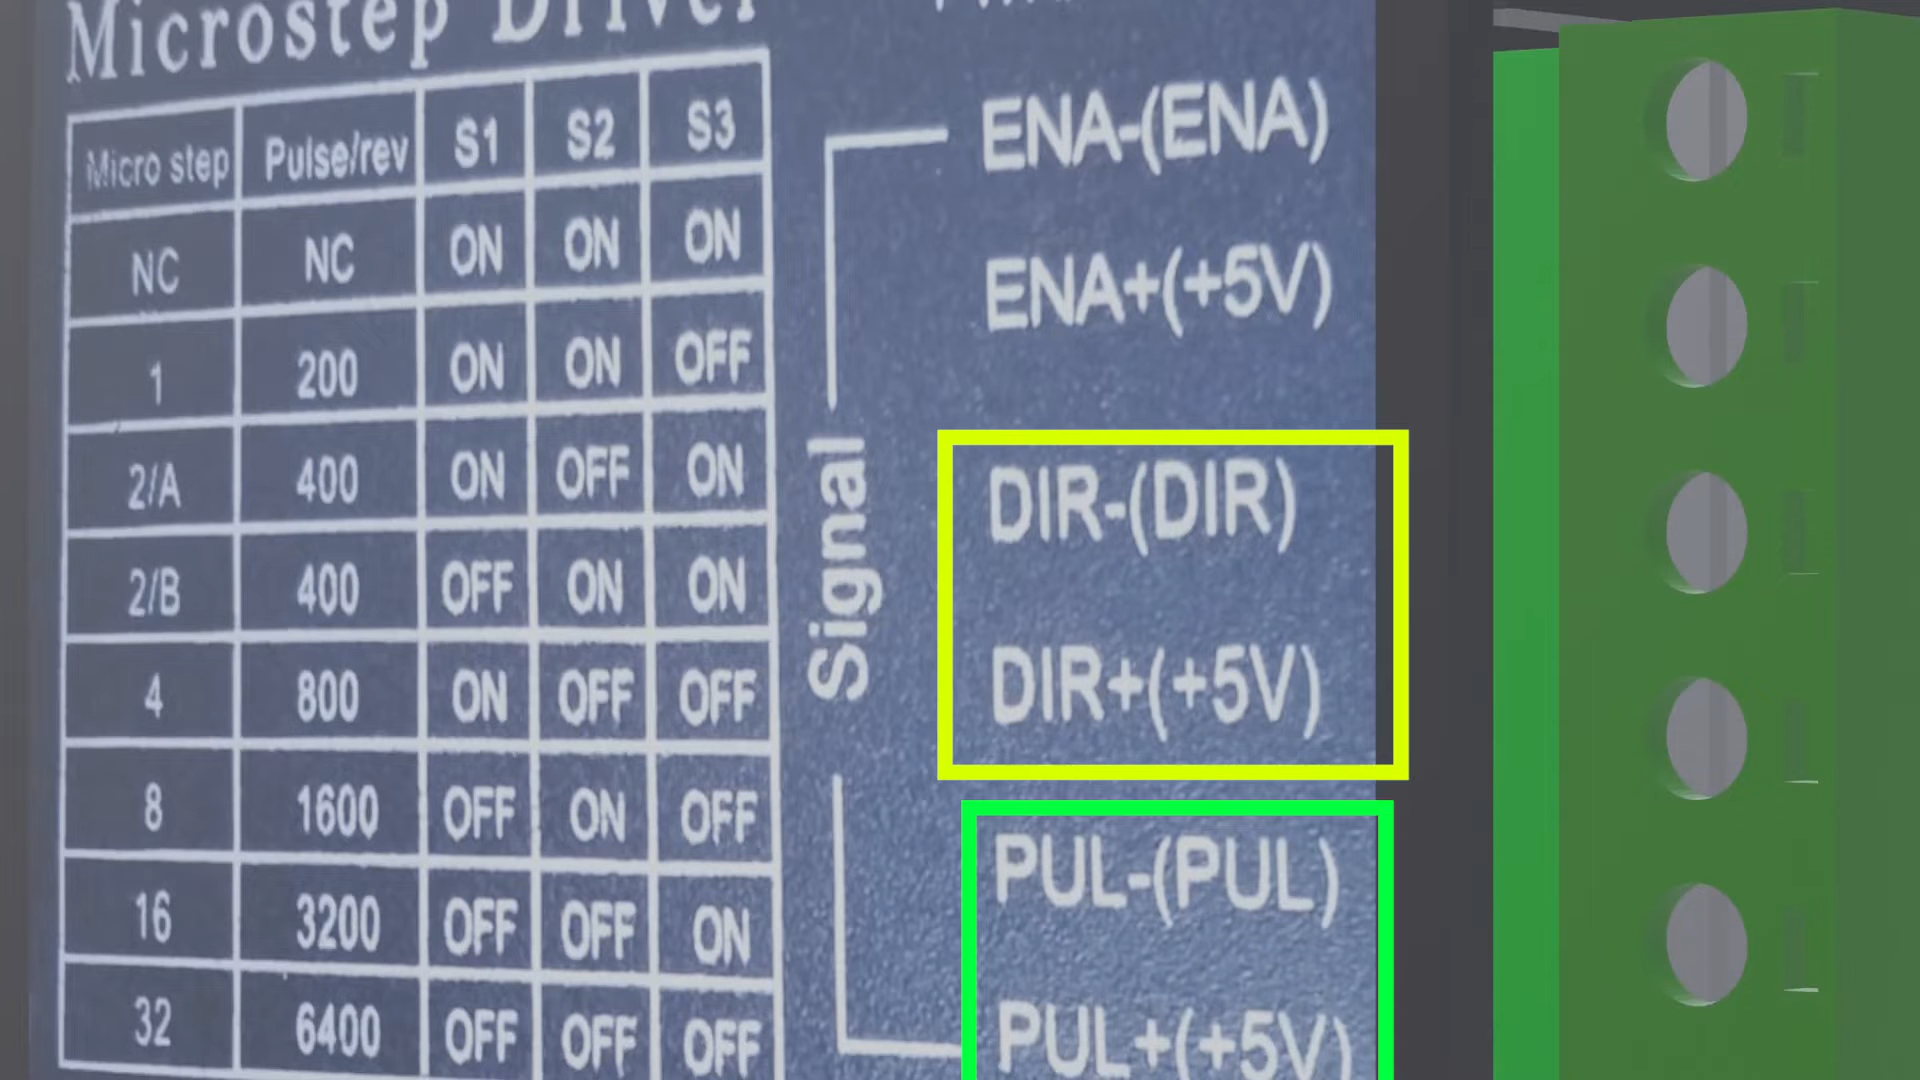 Microstep Driver
Micro step Pulse/rev S1 S2 S3
NC NC ON ON ON
1 200 ON ON OFF
2/A 400 ON OFF ON
2/B 400 OFF ON ON
4 800 ON OFF OFF
8 1600 OFF ON OFF
16 3200 OFF OFF ON
32 6400 OFF OFF OFF
Signal
ENA-(ENA)
ENA+(+5V)
DIR-(DIR)
DIR+(+5V)
PUL-(PUL)
PUL+(+5V)